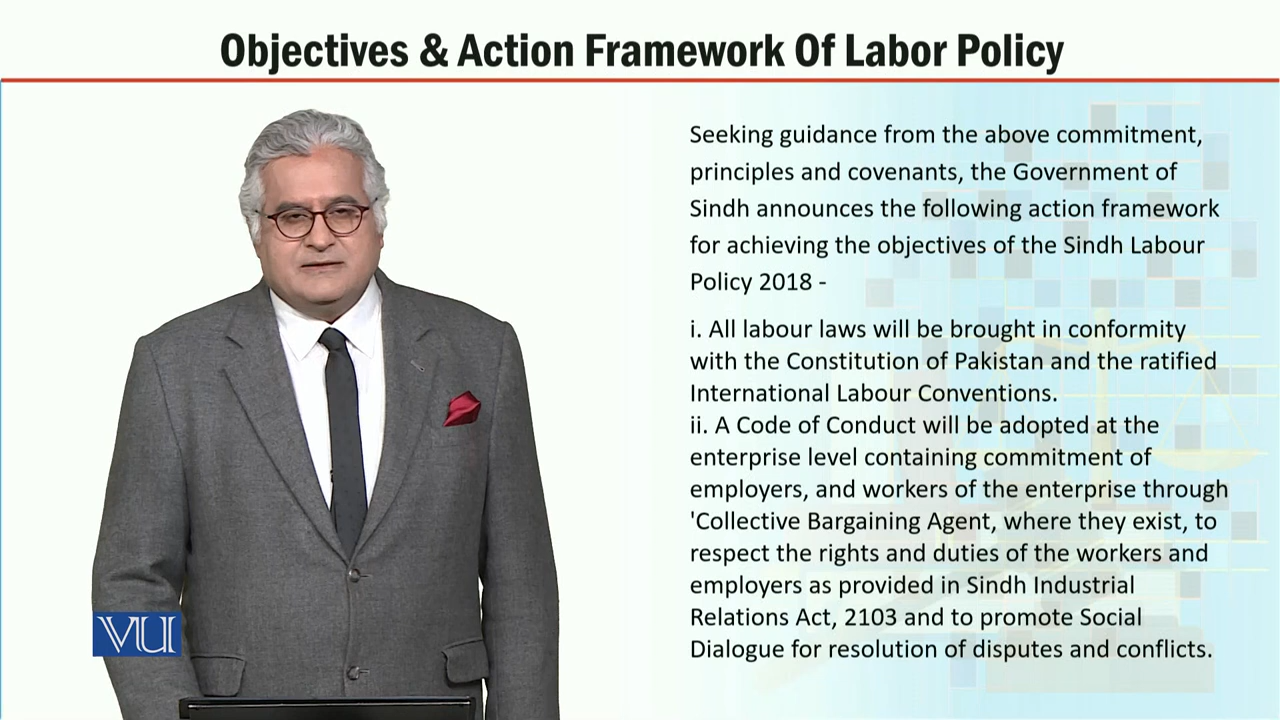 Objectives & Action Framework Of Labor Policy
Seeking guidance from the above commitment,
principles and covenants, the Government of
Sindh announces the following action framework
for achieving the objectives of the Sindh Labour
Policy 2018 -
i. All labour laws will be brought in conformity
with the Constitution of Pakistan and the ratified
International Labour Conventions.
ii. A Code of Conduct will be adopted at the
enterprise level containing commitment of
employers, and workers of the enterprise through
'Collective Bargaining Agent, where they exist, to
respect the rights and duties of the workers and
employers as provided in Sindh Industrial
Relations Act, 2103 and to promote Social
Dialogue for resolution of disputes and conflicts.
VU